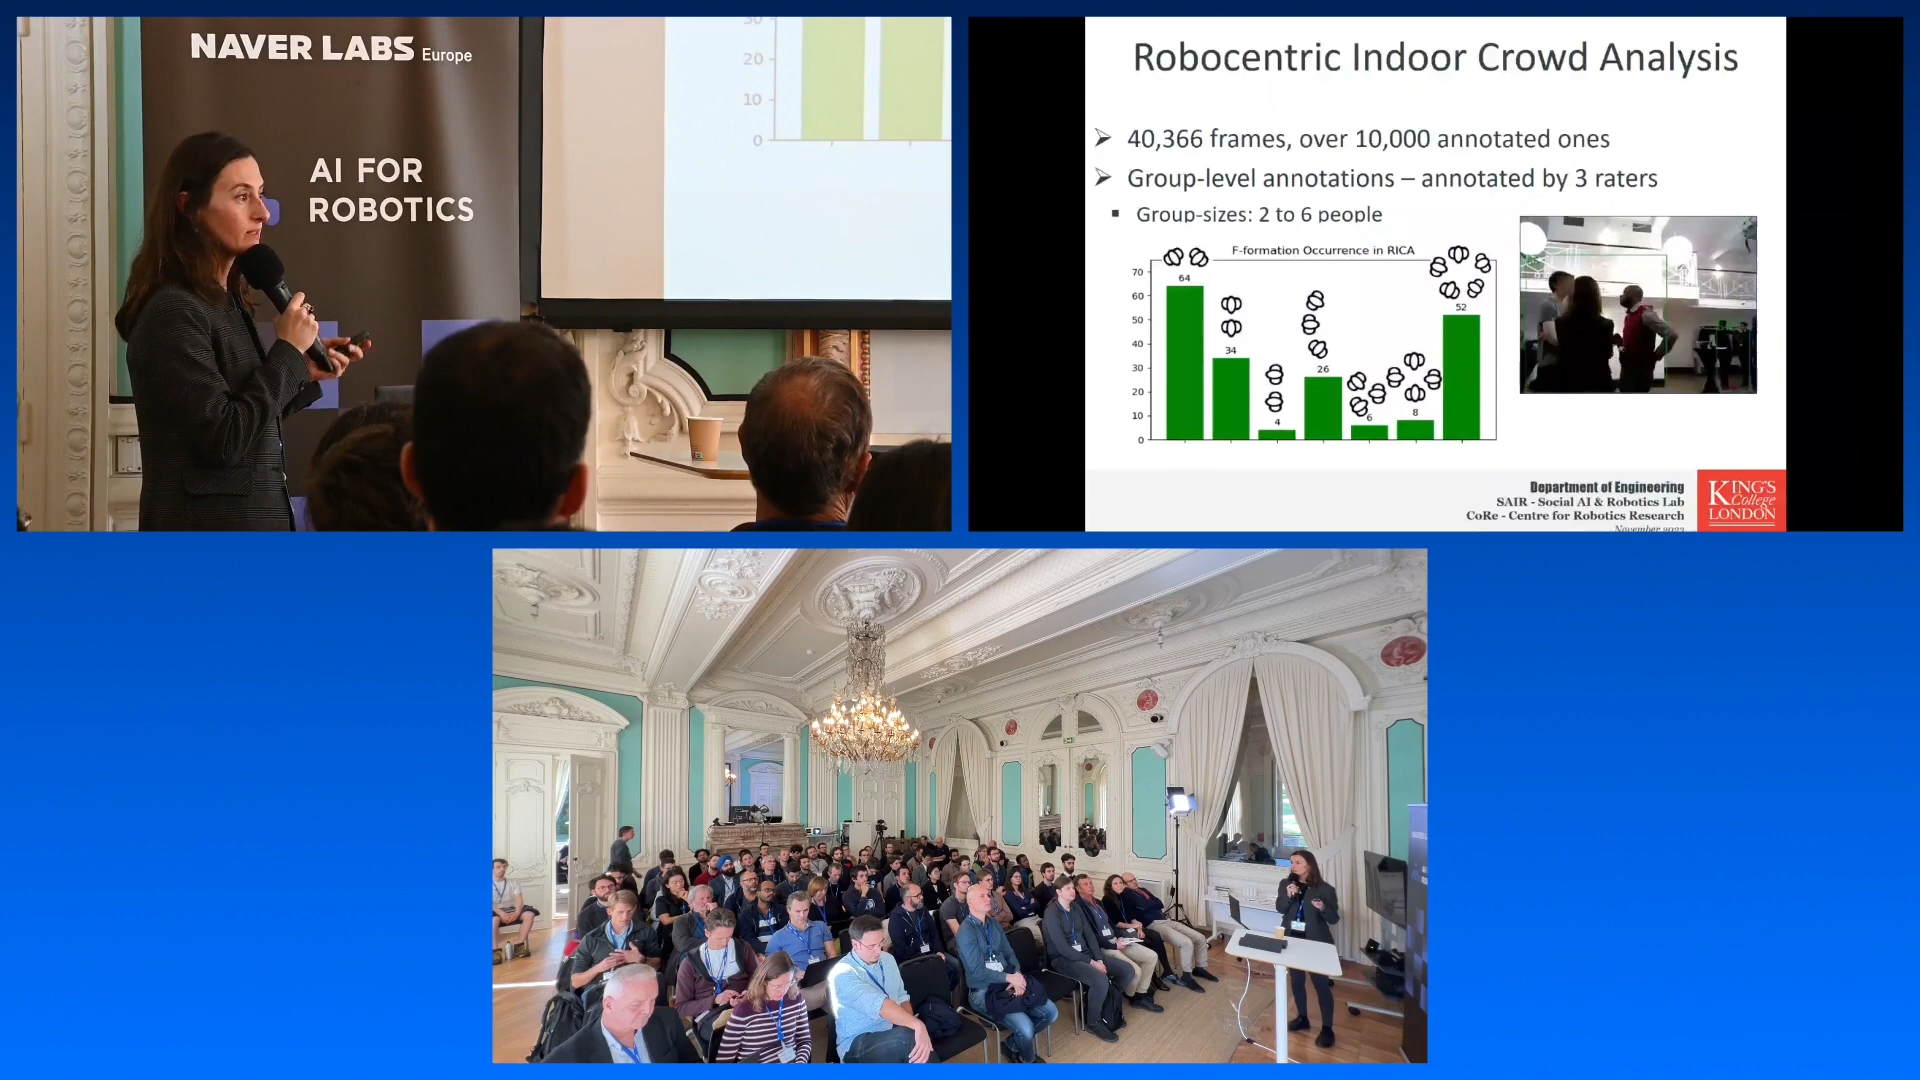 NAVER LABS Europe
AI FOR
ROBOTICS
30
20
10
0
Robocentric Indoor Crowd Analysis
➢ 40,366 frames, over 10,000 annotated ones
➢ Group-level annotations – annotated by 3 raters
▪ Group-sizes: 2 to 6 people
F-formation Occurrence in RICA
70
60
50
40
30
20
10
0
64
34
4
26
6
8
52
Department of Engineering
SAIR - Social AI & Robotics Lab
CoRe - Centre for Robotics Research
November 2023
KING'S
College
LONDON